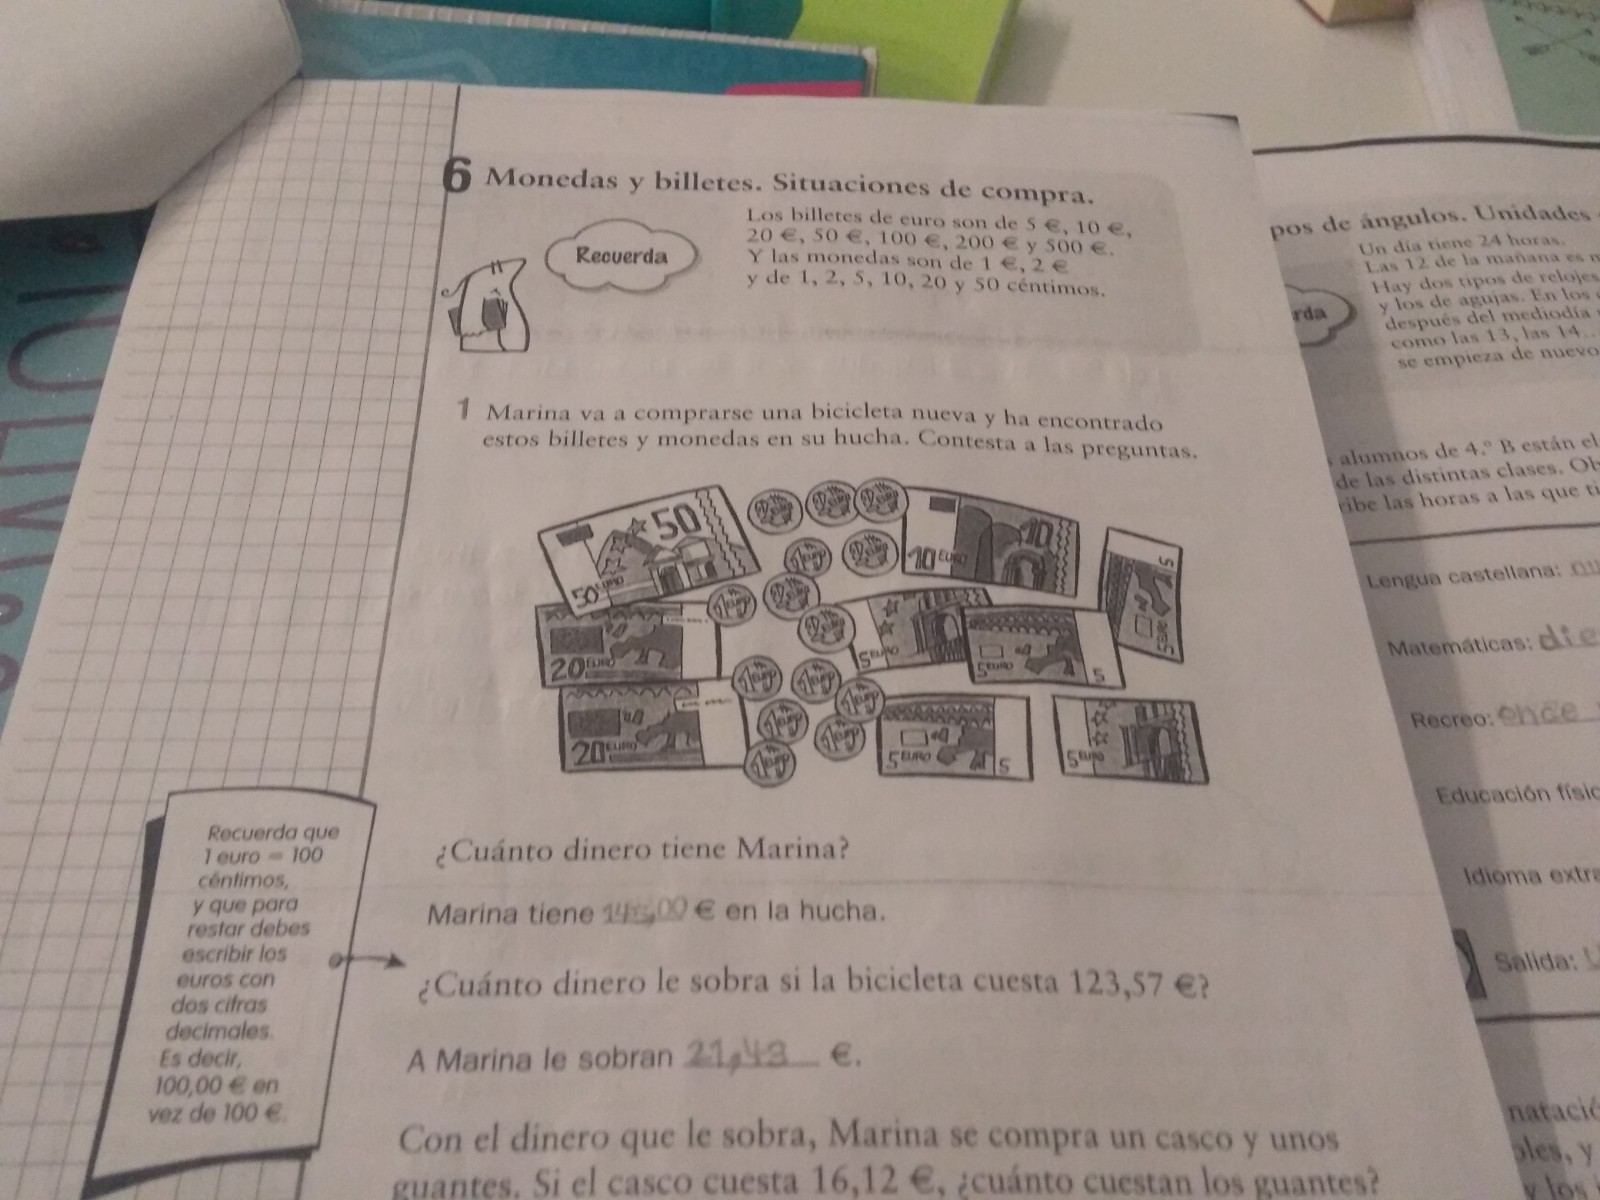 6 Monedas y billetes. Situaciones de compra.
Recuerda
Los billetes de euro son de 5 €, 10 €,
20 €, 50 €, 100 €, 200 € y 500 €.
Y las monedas son de 1 €, 2 €
y de 1, 2, 5, 10, 20 y 50 céntimos.
1 Marina va a comprarse una bicicleta nueva y ha encontrado
estos billetes y monedas en su hucha. Contesta a las preguntas.
50
50 EURO
10
10 EURO
5
5 EURO
20 EURO
5 EURO
5 EURO
5
20 EURO
5 EURO
5
5 EURO
¿Cuánto dinero tiene Marina?
Marina tiene 145,00 € en la hucha.
¿Cuánto dinero le sobra si la bicicleta cuesta 123,57 €?
A Marina le sobran 21,43 €.
Con el dinero que le sobra, Marina se compra un casco y unos
guantes. Si el casco cuesta 16,12 €, ¿cuánto cuestan los guantes?
Recuerda que
1 euro = 100
céntimos,
y que para
restar debes
escribir los
euros con
dos cifras
decimales.
Es decir,
100,00 € en
vez de 100 €.
pos de ángulos. Unidades
rda
Un día tiene 24 horas.
Las 12 de la mañana es
Hay dos tipos de relojes
y los de agujas. En los
después del mediodía
como las 13, las 14...
se empieza de nuevo
alumnos de 4.º B están el
de las distintas clases. Ob
ribe las horas a las que ti
Lengua castellana:
Matemáticas: die
Recreo: once
Educación físic
Idioma extra
Salida:
natació
oles, y
y los